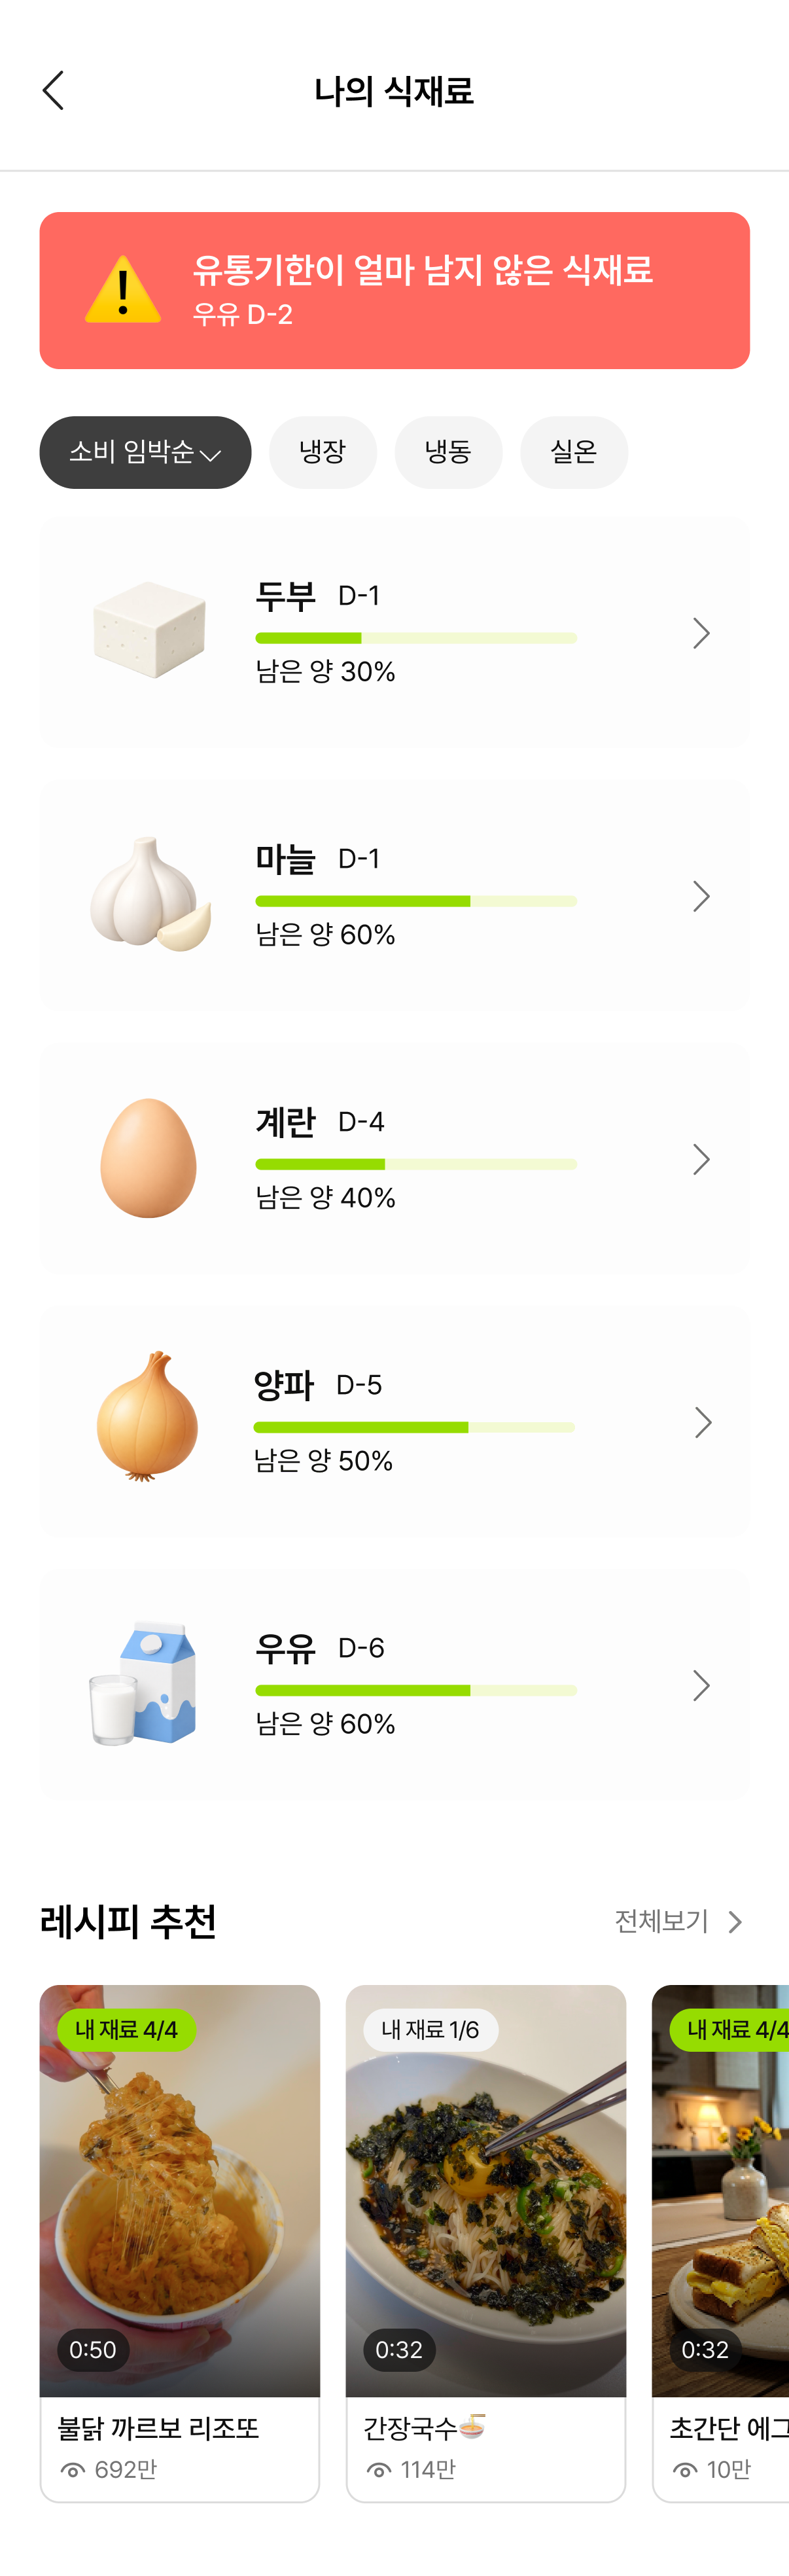 나의 식재료
유통기한이 얼마 남지 않은 식재료
우유 D-2
소비 임박순 냉장 냉동 실온
두부 D-1
남은 양 30%
마늘 D-1
남은 양 60%
계란 D-4
남은 양 40%
양파 D-5
남은 양 50%
우유 D-6
남은 양 60%
레시피 추천 전체보기
내 재료 4/4
0:50
불닭 까르보 리조또
692만
내 재료 1/6
0:32
간장국수🍜
114만
내 재료 4/4
0:32
초간단 에그
10만